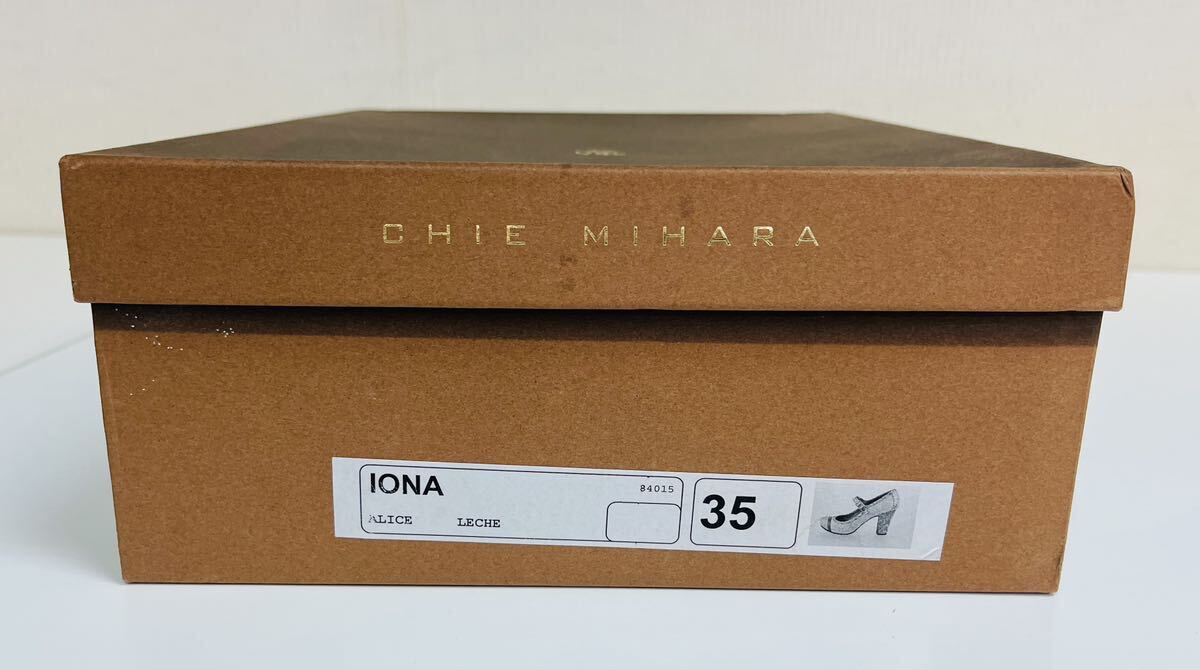 CHIE MIHARA
IONA 84015
ALICE LECHE
35